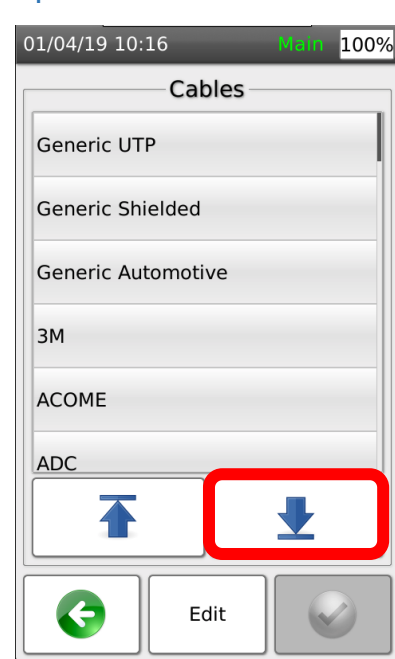 01/04/19 10:16 Main 100%
Cables
Generic UTP
Generic Shielded
Generic Automotive
3M
ACOME
ADC
Edit